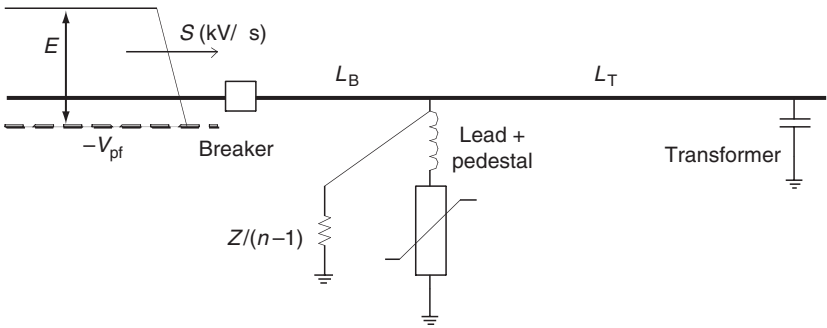 S (kV/ s)
E
L_B
L_T
–V_pf
Breaker
Lead +
pedestal
Transformer
Z/(n–1)